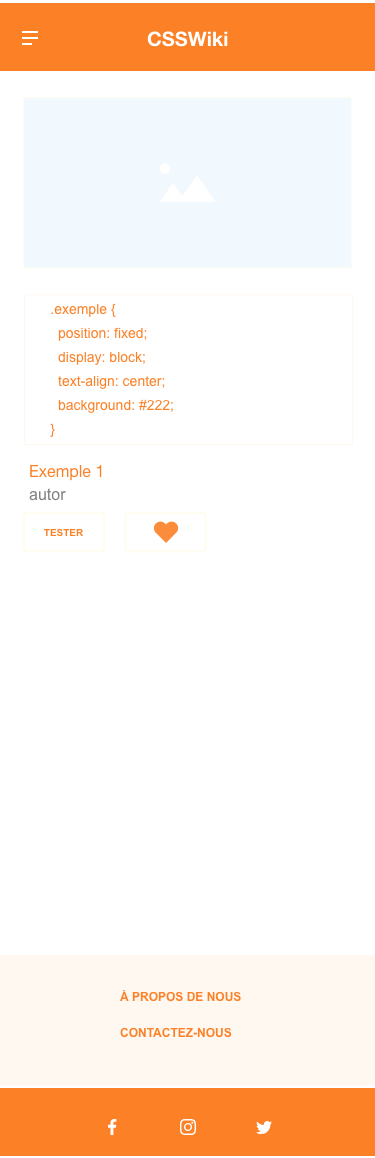 CSSWiki
.exemple {
position: fixed;
display: block;
text-align: center;
background: #222;
}
Exemple 1
autor
TESTER
À PROPOS DE NOUS
CONTACTEZ-NOUS